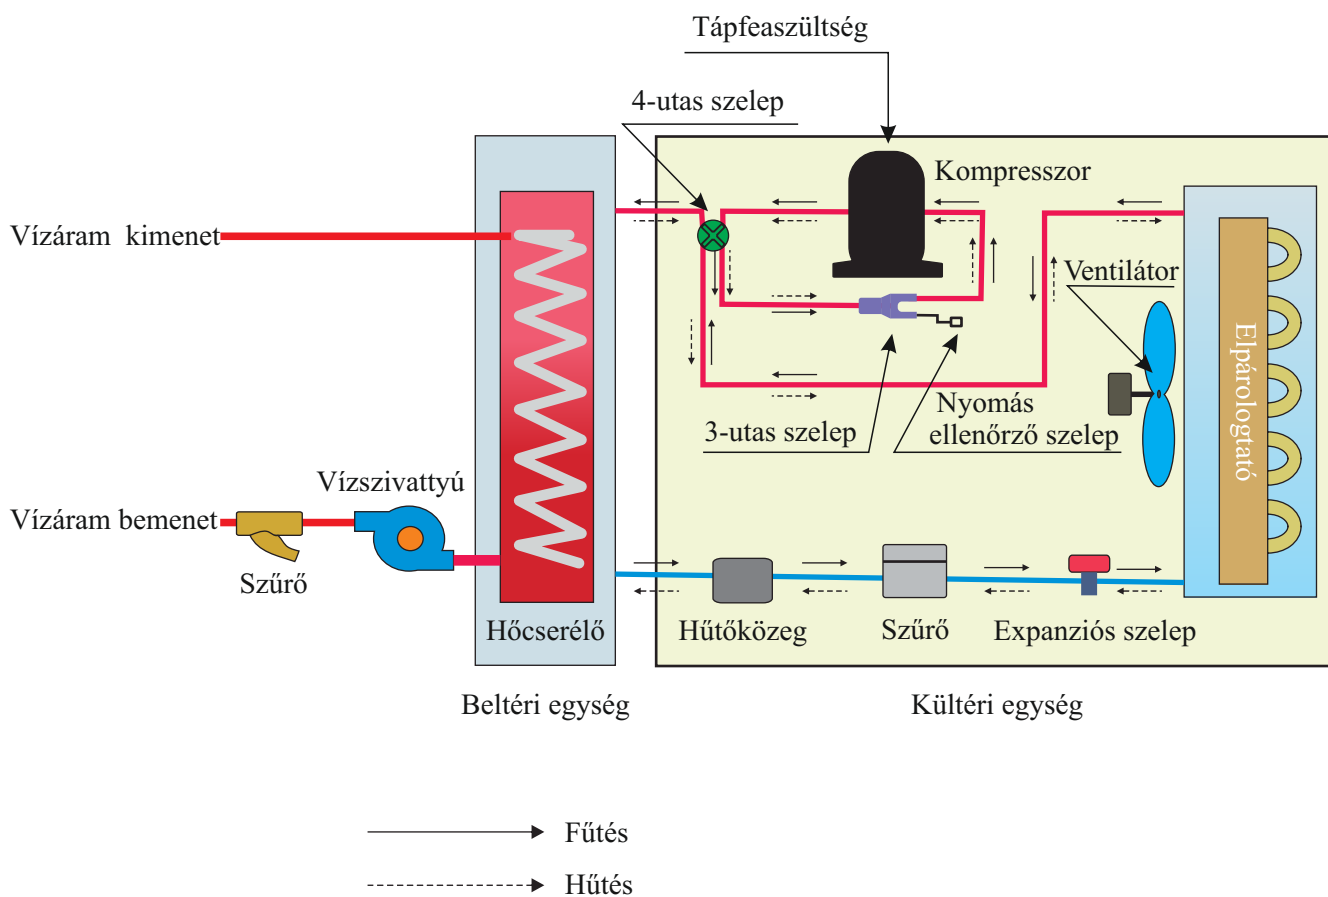 Tápfeaszültség
4-utas szelep
Kompresszor
Vízáram kimenet
Ventilátor
Elpárologtató
3-utas szelep
Nyomás
ellenőrző szelep
Vízszivattyú
Vízáram bemenet
Szűrő
Hőcserélő
Hűtőközeg
Szűrő
Expanziós szelep
Beltéri egység
Kültéri egység
Fűtés
Hűtés